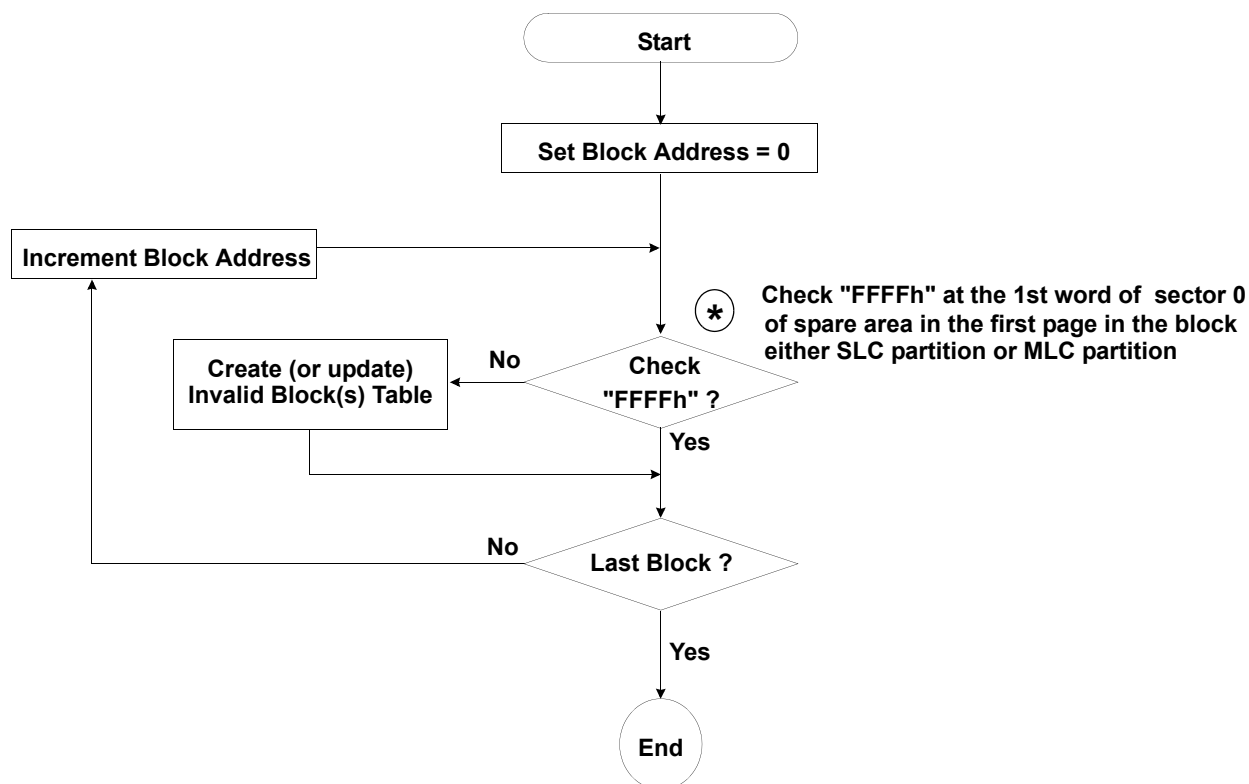 Start
Set Block Address = 0
Increment Block Address
*
Check "FFFFh" at the 1st word of sector 0
of spare area in the first page in the block
either SLC partition or MLC partition
No
Create (or update)
Invalid Block(s) Table
Check
"FFFFh" ?
Yes
No
Last Block ?
Yes
End